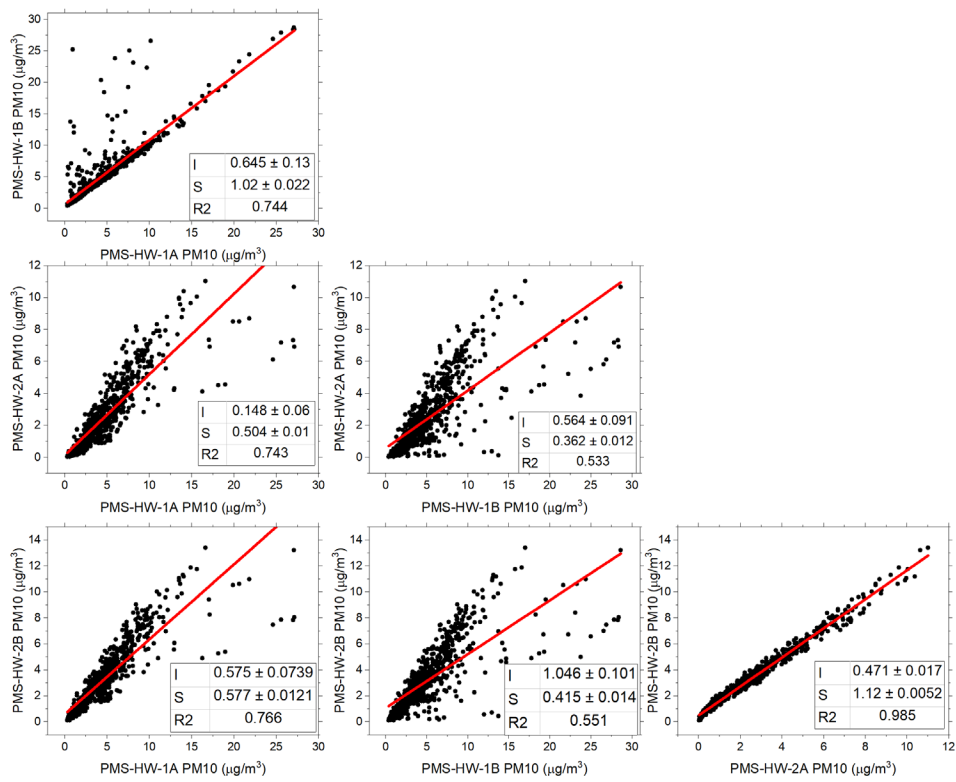 30
25
20
15
10
5
0
PMS-HW-1B PM10 (μg/m³)
I 0.645 ± 0.13
S 1.02 ± 0.022
R2 0.744
0 5 10 15 20 25 30
PMS-HW-1A PM10 (μg/m³)
12
10
8
6
4
2
0
PMS-HW-2A PM10 (μg/m³)
I 0.148 ± 0.06
S 0.504 ± 0.01
R2 0.743
0 5 10 15 20 25 30
PMS-HW-1A PM10 (μg/m³)
12
10
8
6
4
2
0
PMS-HW-2A PM10 (μg/m³)
I 0.564 ± 0.091
S 0.362 ± 0.012
R2 0.533
0 5 10 15 20 25 30
PMS-HW-1B PM10 (μg/m³)
14
12
10
8
6
4
2
0
PMS-HW-2B PM10 (μg/m³)
I 0.575 ± 0.0739
S 0.577 ± 0.0121
R2 0.766
0 5 10 15 20 25 30
PMS-HW-1A PM10 (μg/m³)
14
12
10
8
6
4
2
0
PMS-HW-2B PM10 (μg/m³)
I 1.046 ± 0.101
S 0.415 ± 0.014
R2 0.551
0 5 10 15 20 25 30
PMS-HW-1B PM10 (μg/m³)
14
12
10
8
6
4
2
0
PMS-HW-2B PM10 (μg/m³)
I 0.471 ± 0.017
S 1.12 ± 0.0052
R2 0.985
0 2 4 6 8 10 12
PMS-HW-2A PM10 (μg/m³)